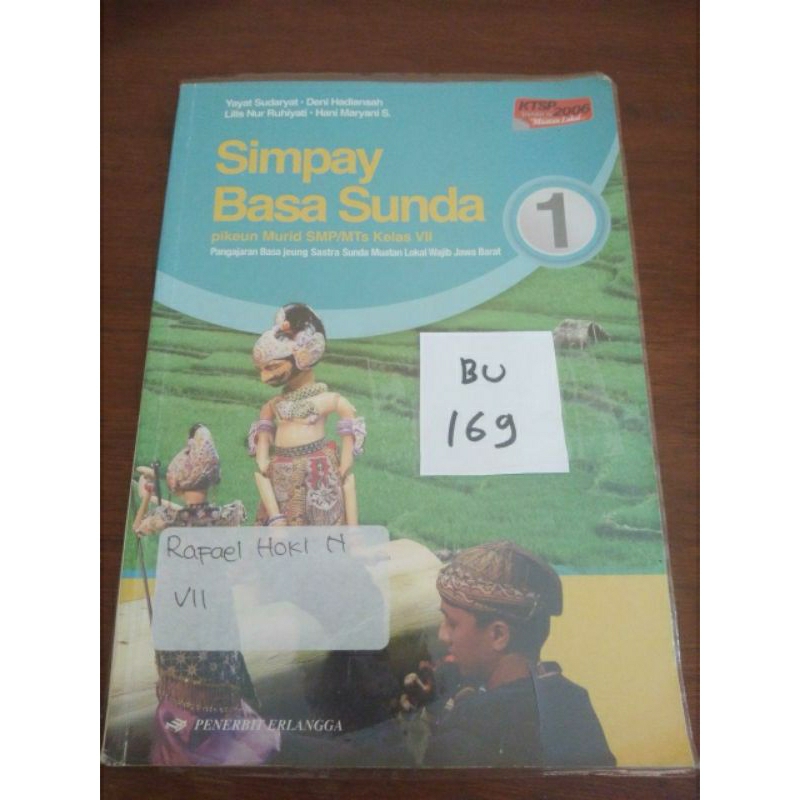 Yayat Sudaryat • Deni Hadiansah
Lilis Nur Ruhiyati • Hani Maryani S.
KTSP 2006
Muatan Lokal
Simpay
Basa Sunda
1
pikeun Murid SMP/MTs Kelas VII
Pangajaran Basa jeung Sastra Sunda Muatan Lokal Wajib Jawa Barat
BU
169
Rafael Hoki N
VII
PENERBIT ERLANGGA